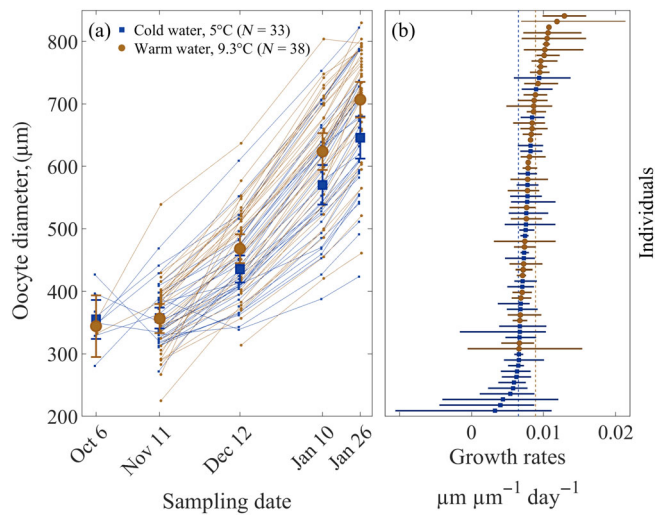 (a)
Cold water, 5°C (N = 33)
Warm water, 9.3°C (N = 38)
Oocyte diameter, (µm)
800
700
600
500
400
300
200
Oct 6
Nov 11
Dec 12
Jan 10
Jan 26
Sampling date
(b)
Individuals
0
0.01
0.02
Growth rates
µm µm⁻¹ day⁻¹